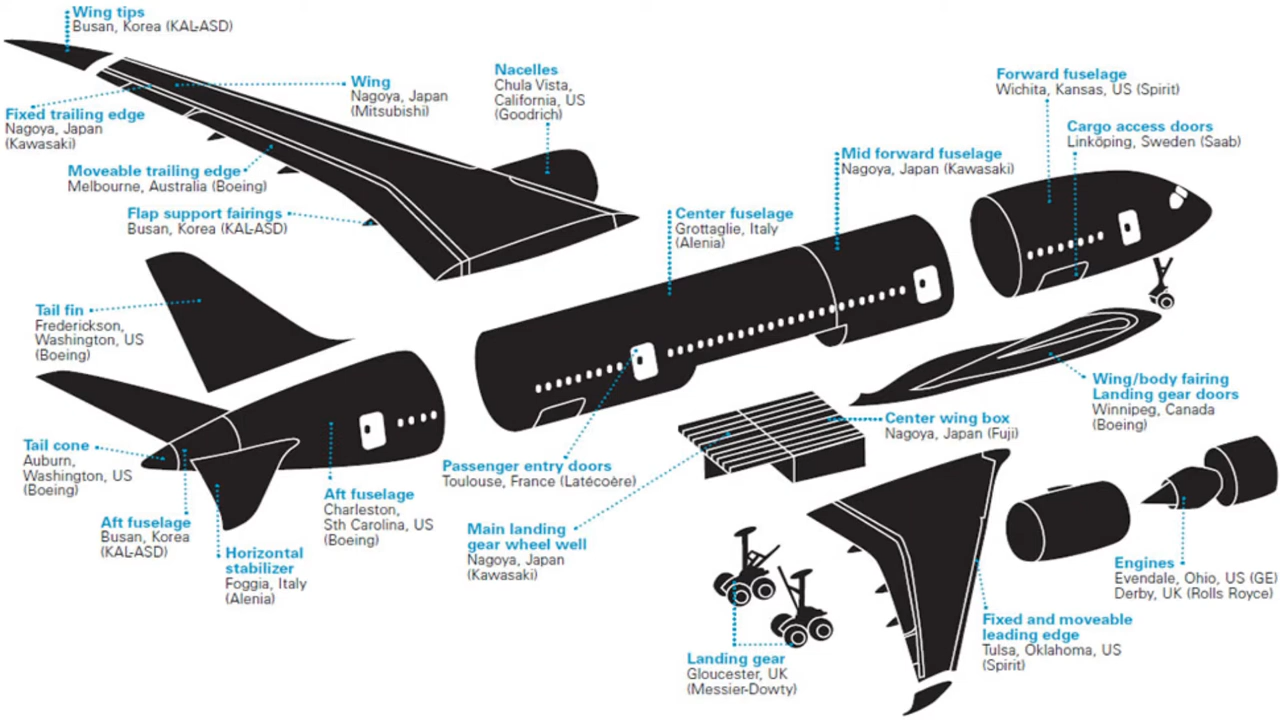 Wing tips
Busan, Korea (KAL-ASD)
Wing
Nagoya, Japan
(Mitsubishi)
Nacelles
Chula Vista,
California, US
(Goodrich)
Forward fuselage
Wichita, Kansas, US (Spirit)
Fixed trailing edge
Nagoya, Japan
(Kawasaki)
Cargo access doors
Linköping, Sweden (Saab)
Mid forward fuselage
Nagoya, Japan (Kawasaki)
Moveable trailing edge
Melbourne, Australia (Boeing)
Flap support fairings
Busan, Korea (KAL-ASD)
Center fuselage
Grottaglie, Italy
(Alenia)
Tail fin
Frederickson,
Washington, US
(Boeing)
Wing/body fairing
Landing gear doors
Winnipeg, Canada
(Boeing)
Center wing box
Nagoya, Japan (Fuji)
Tail cone
Auburn,
Washington, US
(Boeing)
Passenger entry doors
Toulouse, France (Latécoère)
Aft fuselage
Charleston,
Sth Carolina, US
(Boeing)
Aft fuselage
Busan, Korea
(KAL-ASD)
Main landing
gear wheel well
Nagoya, Japan
(Kawasaki)
Horizontal
stabilizer
Foggia, Italy
(Alenia)
Engines
Evendale, Ohio, US (GE)
Derby, UK (Rolls Royce)
Fixed and moveable
leading edge
Tulsa, Oklahoma, US
(Spirit)
Landing gear
Gloucester, UK
(Messier-Dowty)